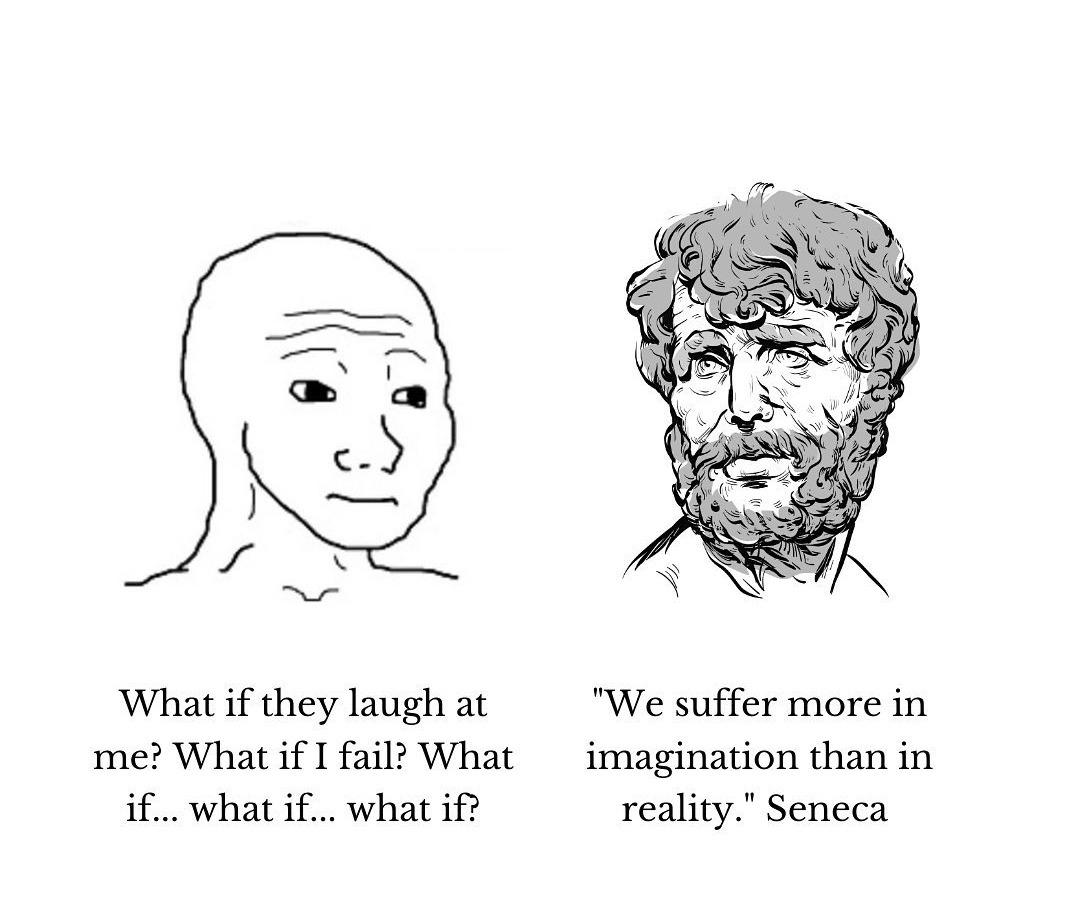 What if they laugh at
me? What if I fail? What
if... what if... what if?
"We suffer more in
imagination than in
reality." Seneca